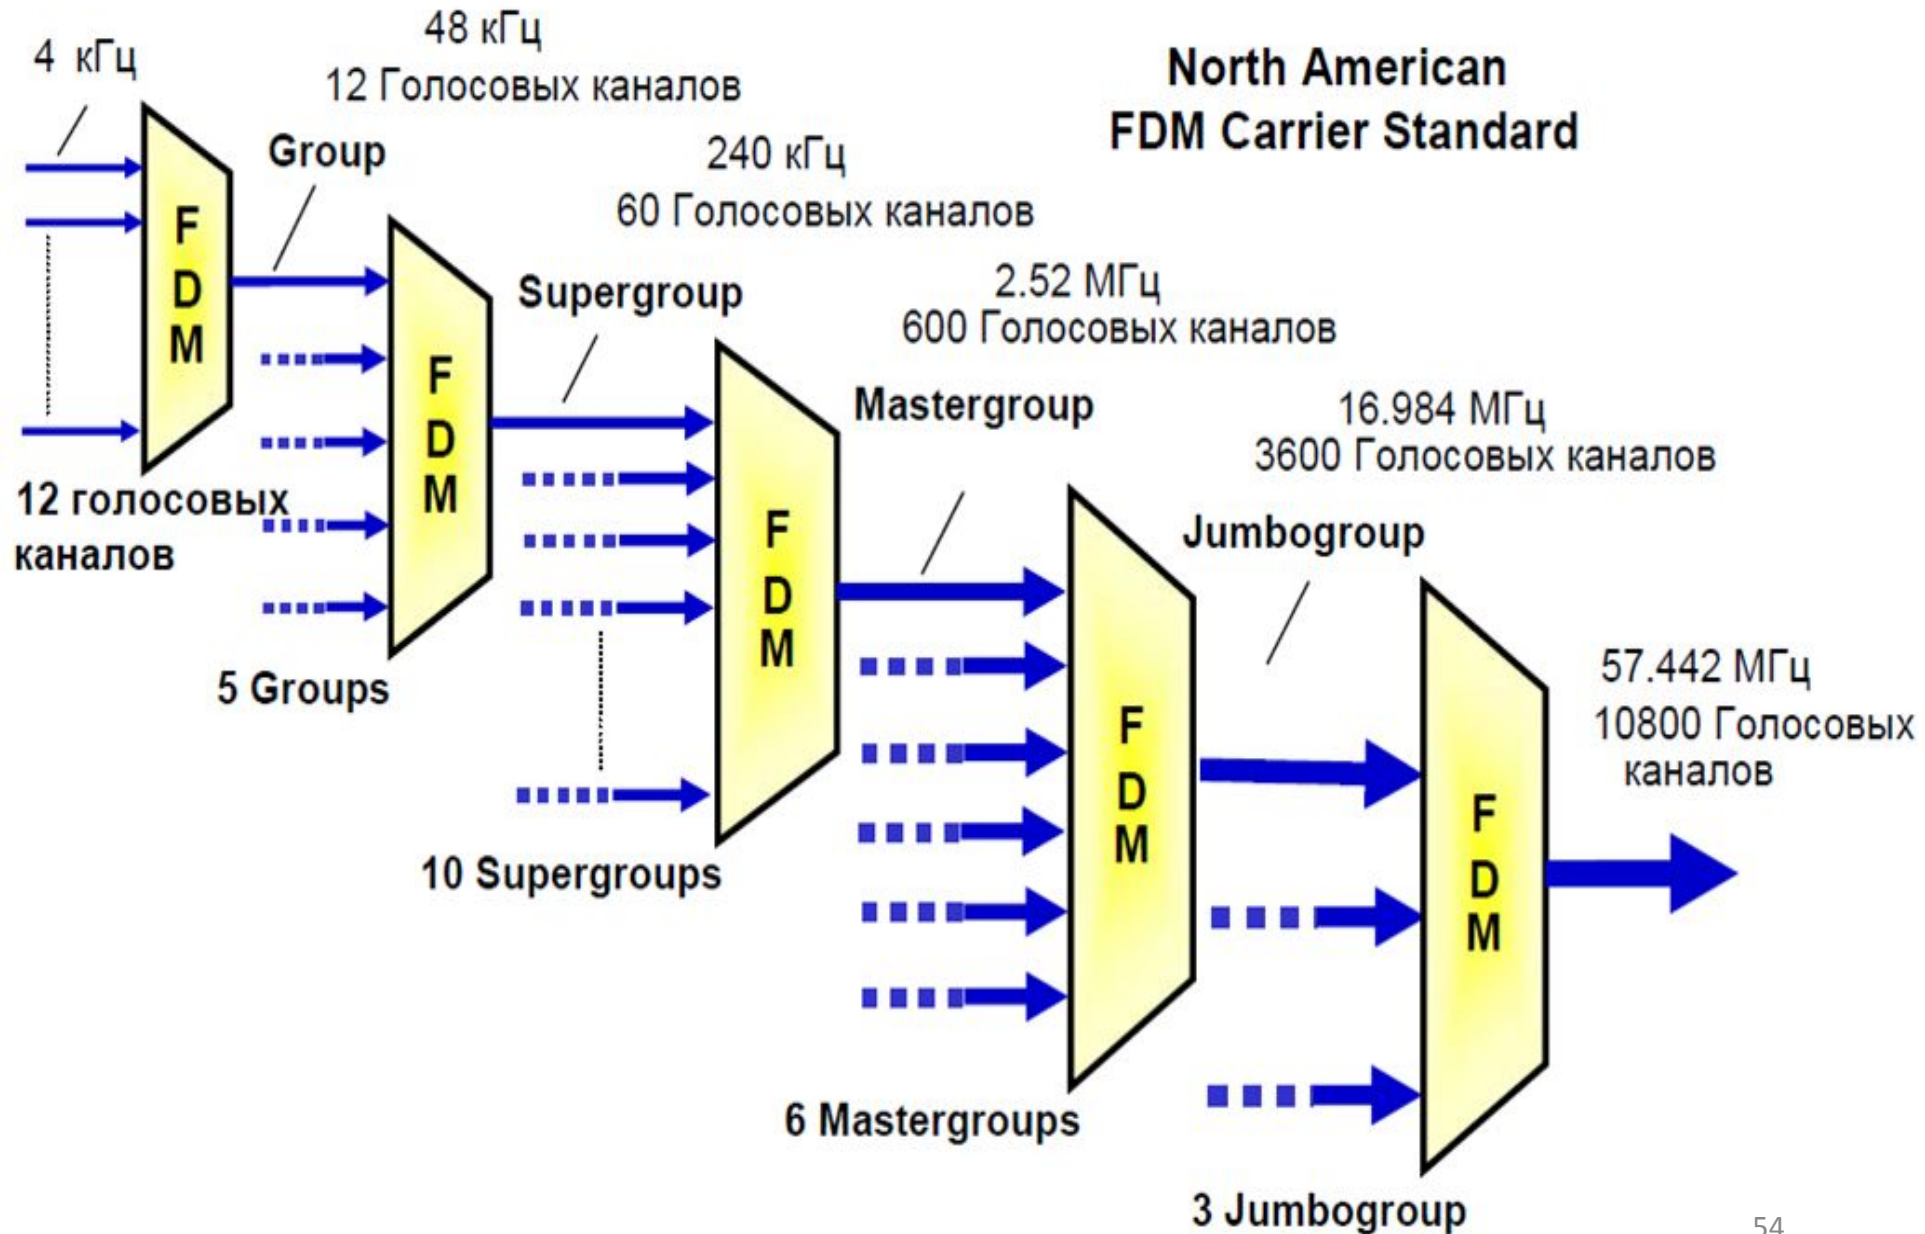 4 кГц
48 кГц
12 Голосовых каналов
North American
FDM Carrier Standard
Group
240 кГц
60 Голосовых каналов
F
D
M
Supergroup
2.52 МГц
600 Голосовых каналов
F
D
M
Mastergroup
16.984 МГц
3600 Голосовых каналов
12 голосовых
каналов
F
D
M
Jumbogroup
57.442 МГц
10800 Голосовых
каналов
5 Groups
F
D
M
F
D
M
10 Supergroups
6 Mastergroups
3 Jumbogroup
54